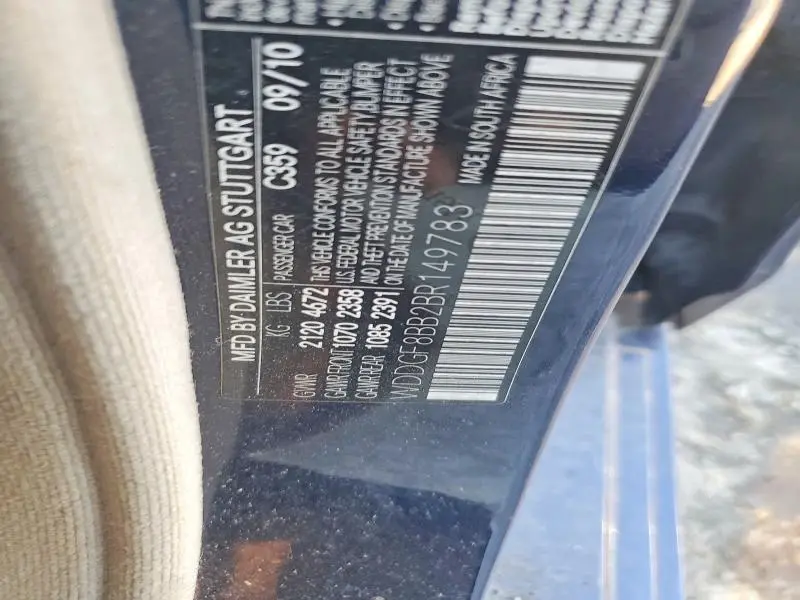 MFD BY: DAIMLER AG STUTTGART
C359 09/10
KG LBS PASSENGER CAR
GVWR 2120 4672 THIS VEHICLE CONFORMS TO ALL APPLICABLE
GAWR FRONT 1070 2358 U.S. FEDERAL MOTOR VEHICLE SAFETY BUMPER
GAWR REAR 1085 2391 AND THEFT PREVENTION STANDARDS IN EFFECT
ON THE DATE OF MANUFACTURE SHOWN ABOVE
WDDGF8BB2BR149783 MADE IN SOUTH AFRICA